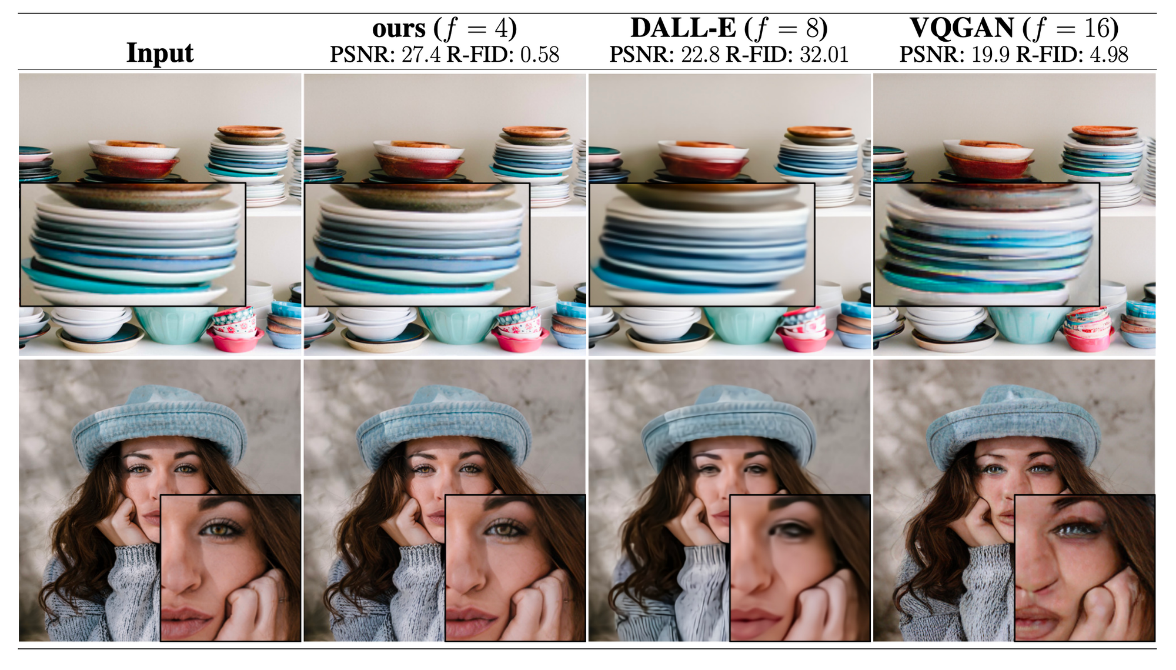 Input
ours (f = 4)
PSNR: 27.4 R-FID: 0.58
DALL-E (f = 8)
PSNR: 22.8 R-FID: 32.01
VQGAN (f = 16)
PSNR: 19.9 R-FID: 4.98